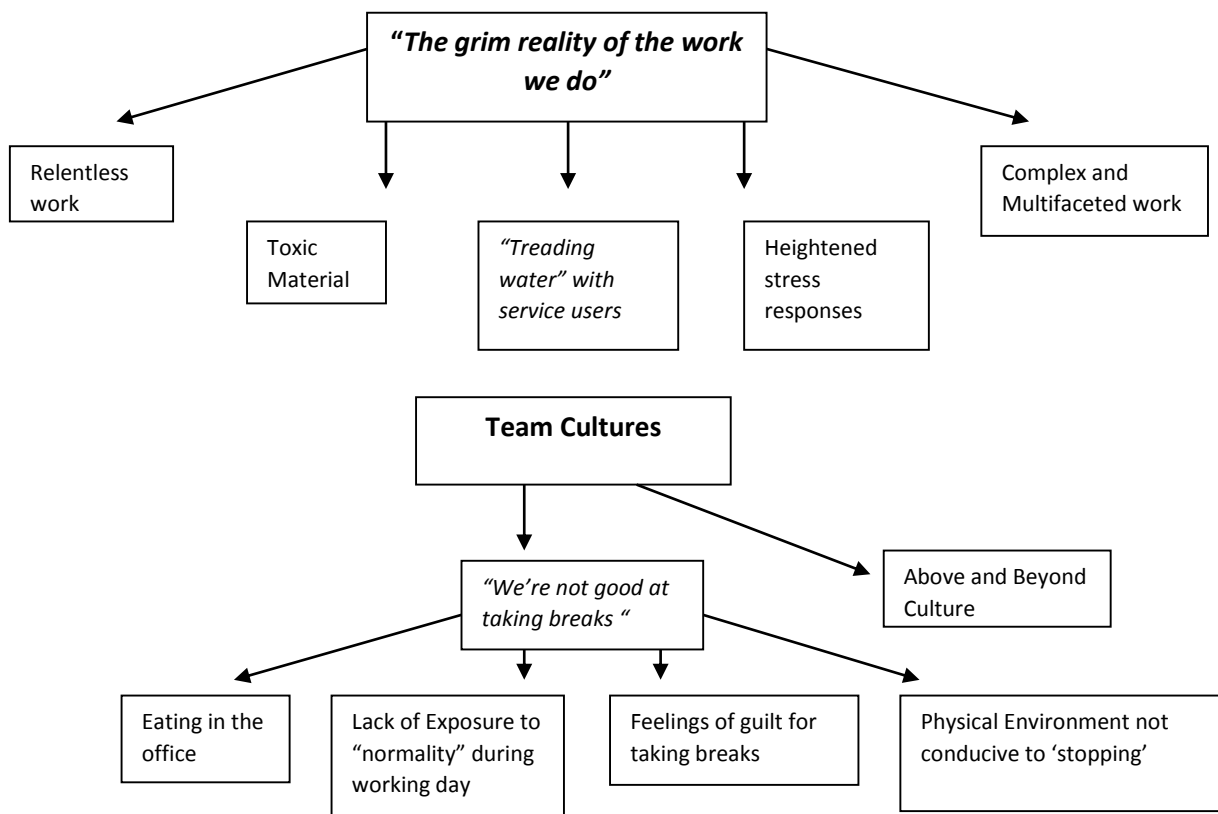 “The grim reality of the work
we do”
Relentless
work
Complex and
Multifaceted work
Toxic
Material
“Treading
water” with
service users
Heightened
stress
responses
Team Cultures
“We’re not good at
taking breaks “
Above and Beyond
Culture
Eating in the
office
Lack of Exposure to
“normality” during
working day
Feelings of guilt for
taking breaks
Physical Environment not
conducive to ‘stopping’